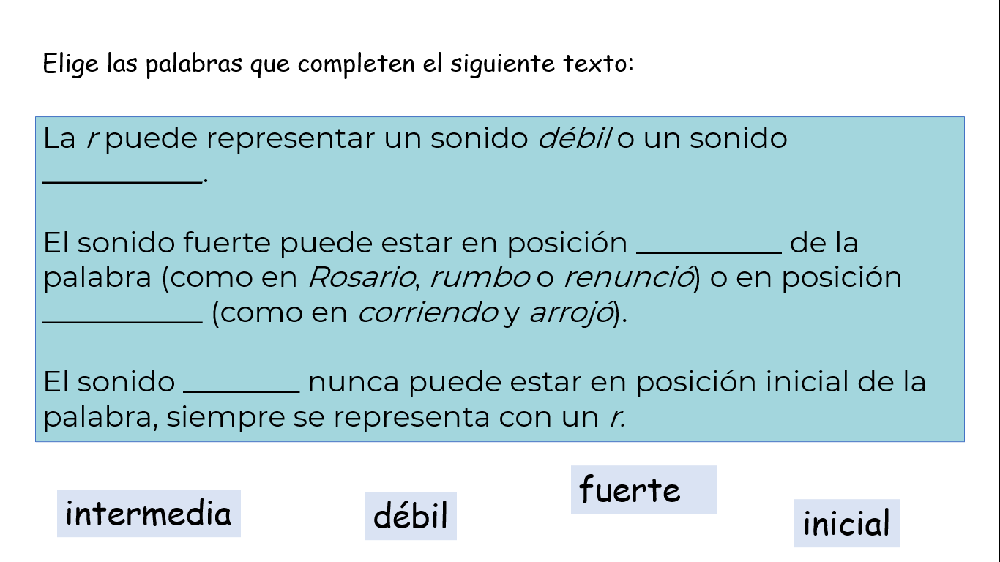 Elige las palabras que completen el siguiente texto:
La r puede representar un sonido débil o un sonido
___________.
El sonido fuerte puede estar en posición __________ de la
palabra (como en Rosario, rumbo o renunció) o en posición
___________ (como en corriendo y arrojó).
El sonido ________ nunca puede estar en posición inicial de la
palabra, siempre se representa con un r.
intermedia
débil
fuerte
inicial